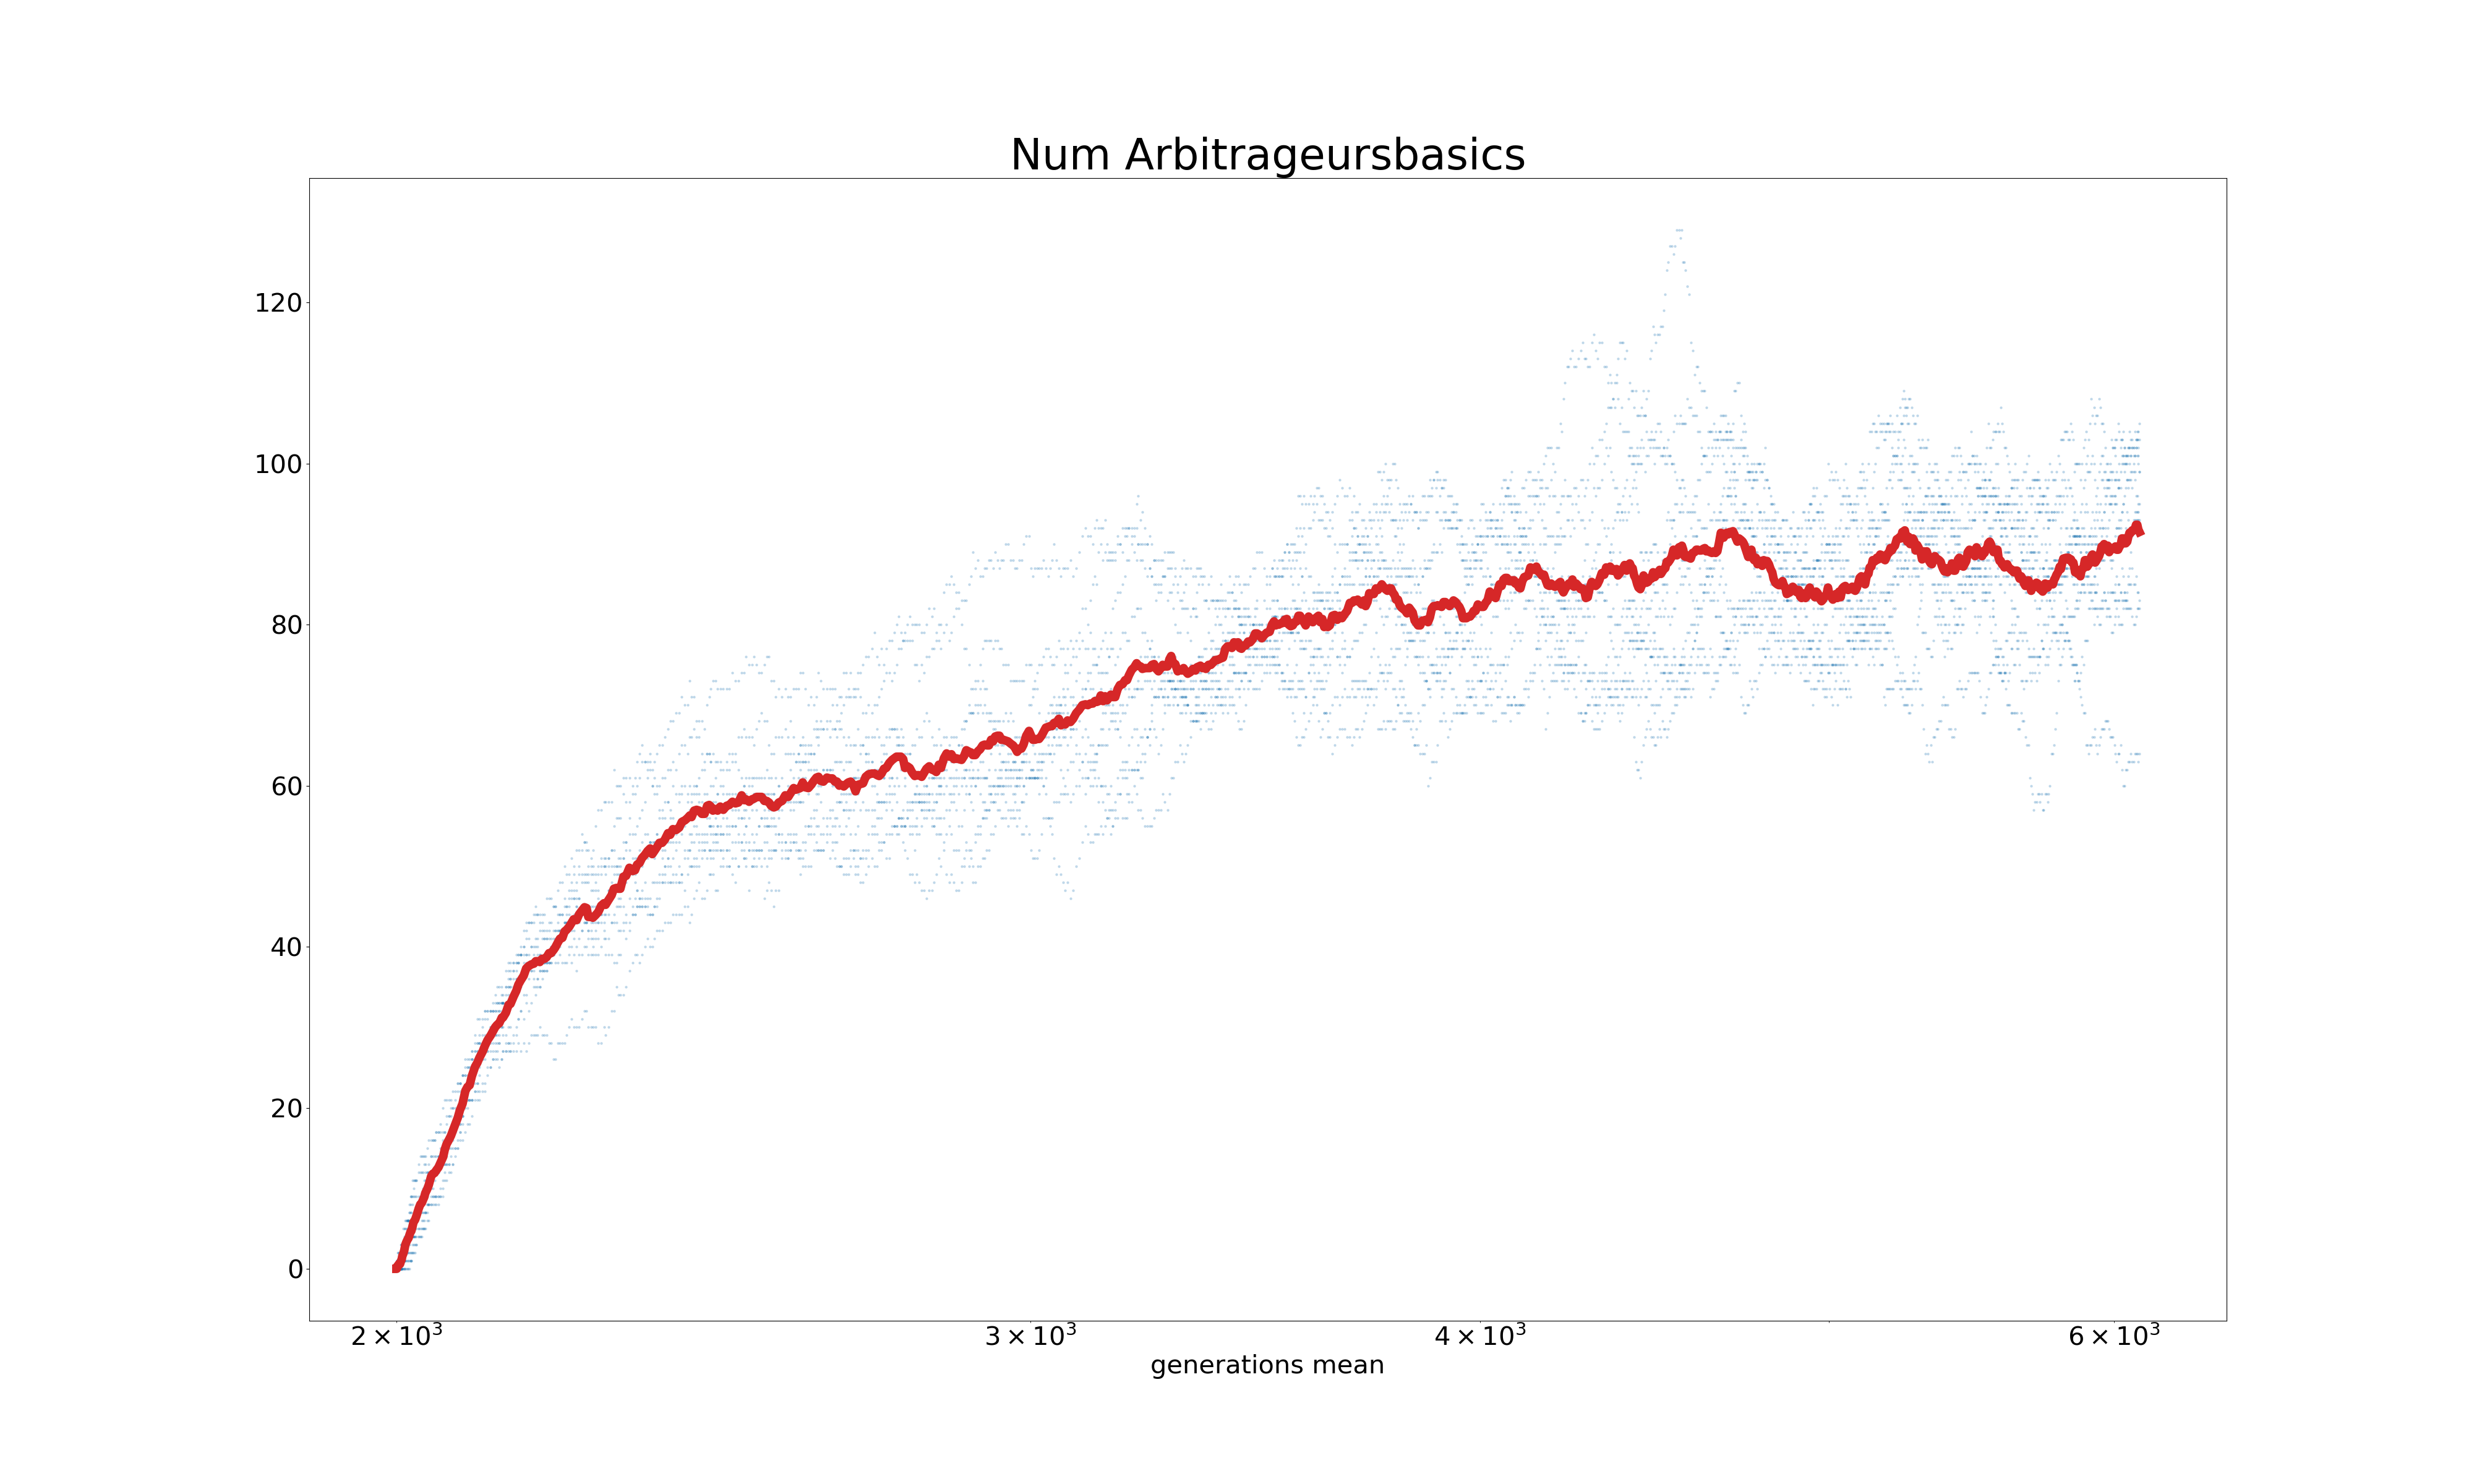 Num Arbitrageursbasics
120
100
80
60
40
20
0
2 × 10³ 3 × 10³ 4 × 10³ 6 × 10³
generations mean